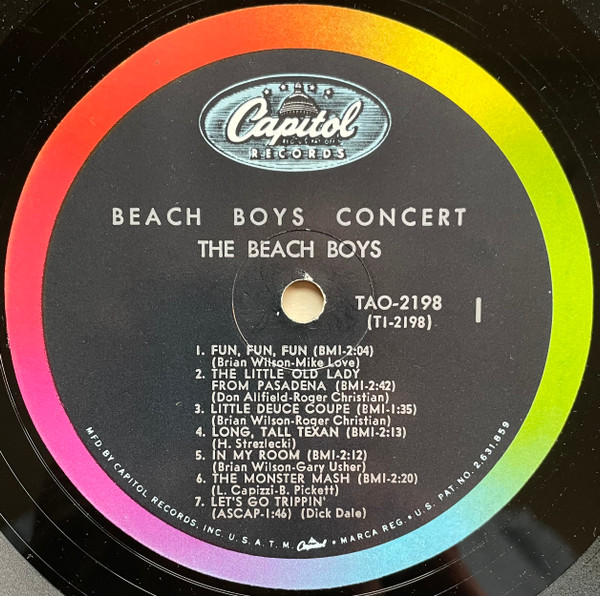 Capitol
RECORDS
BEACH BOYS CONCERT
THE BEACH BOYS
TAO-2198
(T1-2198)
1
1. FUN, FUN, FUN (BMI-2:04)
(Brian Wilson-Mike Love)
2. THE LITTLE OLD LADY
FROM PASADENA (BMI-2:42)
(Don Allfield-Roger Christian)
3. LITTLE DEUCE COUPE (BMI-1:35)
(Brian Wilson-Roger Christian)
4. LONG, TALL TEXAN (BMI-2:13)
(H. Strezlecki)
5. IN MY ROOM (BMI-2:12)
(Brian Wilson-Gary Usher)
6. THE MONSTER MASH (BMI-2:20)
(L. Capizzi-B. Pickett)
7. LET'S GO TRIPPIN'
(ASCAP-1:46) (Dick Dale)
MFD. BY CAPITOL RECORDS, INC. U.S.A. T.M. Capitol • MARCA REG. • U.S. PAT. NO. 2,631,859